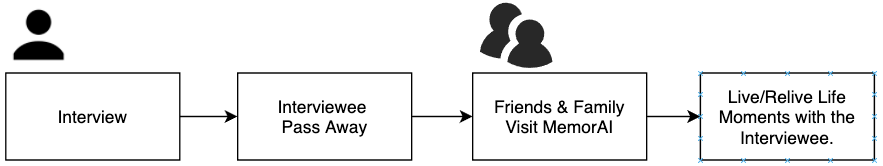 Interview
Interviewee
Pass Away
Friends & Family
Visit MemorAI
Live/Relive Life
Moments with the
Interviewee.